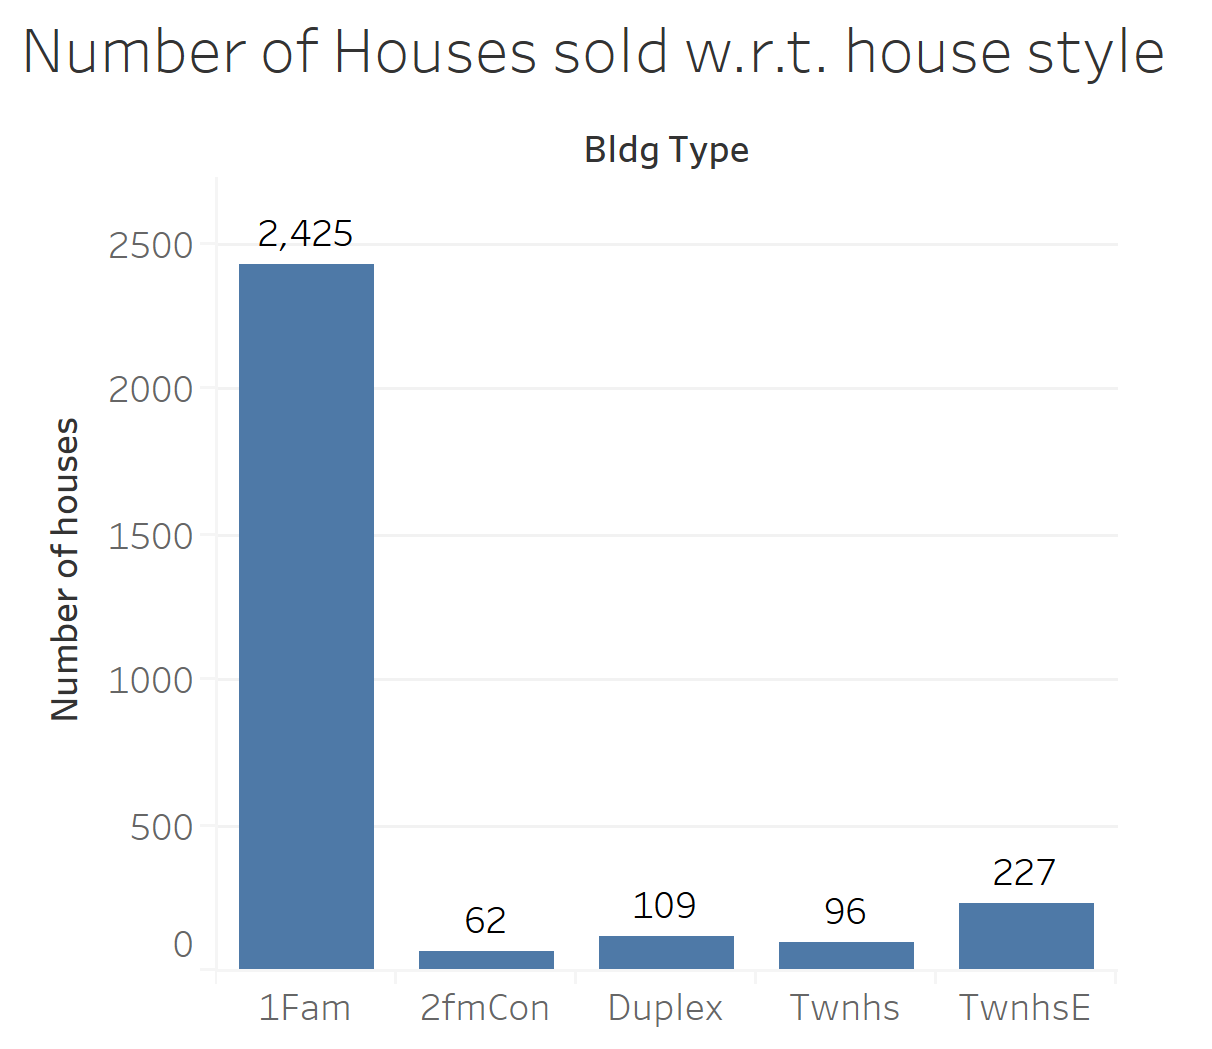 Number of Houses sold w.r.t. house style
Bldg Type
Number of houses
2500
2000
1500
1000
500
0
2,425
62
109
96
227
1Fam
2fmCon
Duplex
Twnhs
TwnhsE